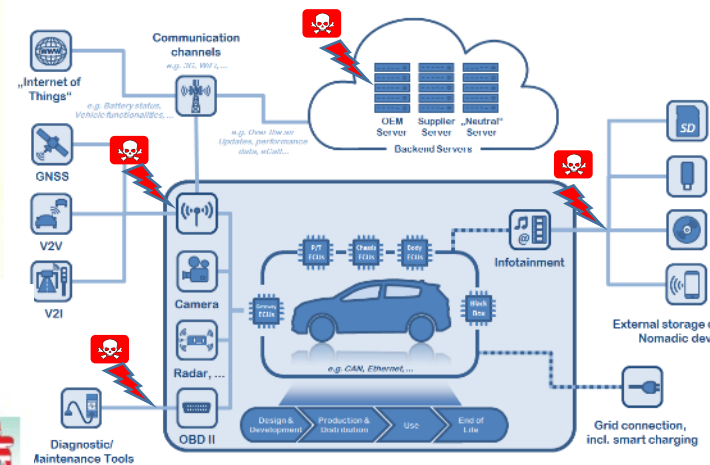 Communication
channels
e.g. 3G, WiFi, ...
www
„Internet of
Things“
e.g. Battery status,
Vehicle functionalities, ...
e.g. Over the air
Updates, performance
data, eCall...
OEM
Server
Supplier
Server
„Neutral“
Server
Backend Servers
GNSS
V2V
V2I
Camera
Radar, ...
OBD II
Diagnostic/
Maintenance Tools
Gateway
ECUs
P/T
ECUs
Chassis
ECUs
Body
ECUs
Black
Box
@
Infotainment
e.g. CAN, Ethernet, ...
Design &
Development
Production &
Distribution
Use
End of
Life
SD
External storage
Nomadic
Grid connection,
incl. smart charging